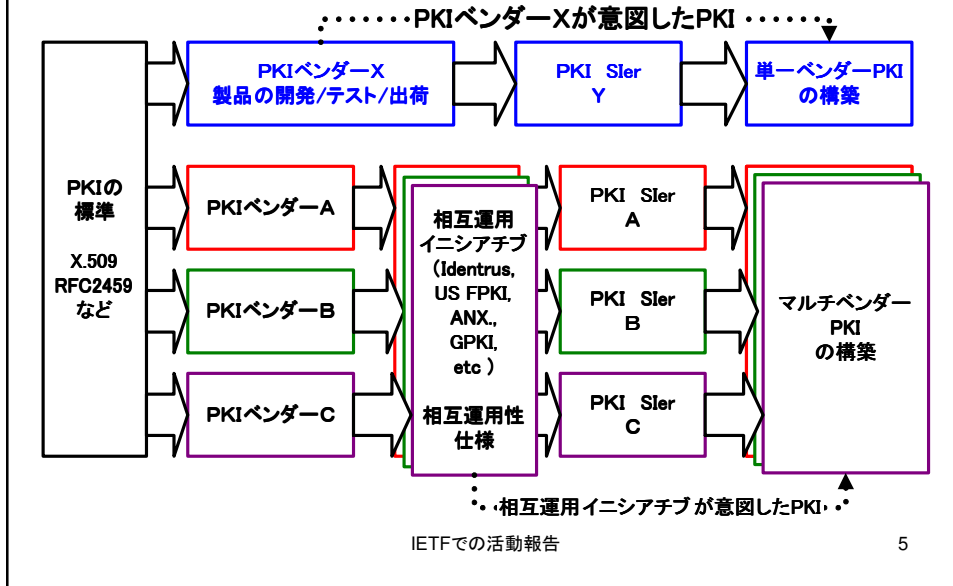 PKIベンダーXが意図したPKI
PKIの
標準
X.509
RFC2459
など
PKIベンダーX
製品の開発/テスト/出荷
PKI SIer
Y
単一ベンダーPKI
の構築
PKIベンダーA
PKIベンダーB
PKIベンダーC
相互運用
イニシアチブ
(Identrus,
US FPKI,
ANX.,
GPKI,
etc )
相互運用性
仕様
PKI SIer
A
PKI SIer
B
PKI SIer
C
マルチベンダー
PKI
の構築
相互運用イニシアチブ が意図したPKI
IETFでの活動報告
5